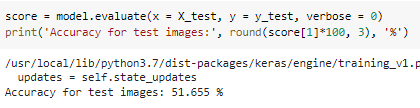 score = model.evaluate(x = X_test, y = y_test, verbose = 0)
print('Accuracy for test images:', round(score[1]*100, 3), '%')
/usr/local/lib/python3.7/dist-packages/keras/engine/training_v1.p
updates = self.state_updates
Accuracy for test images: 51.655 %